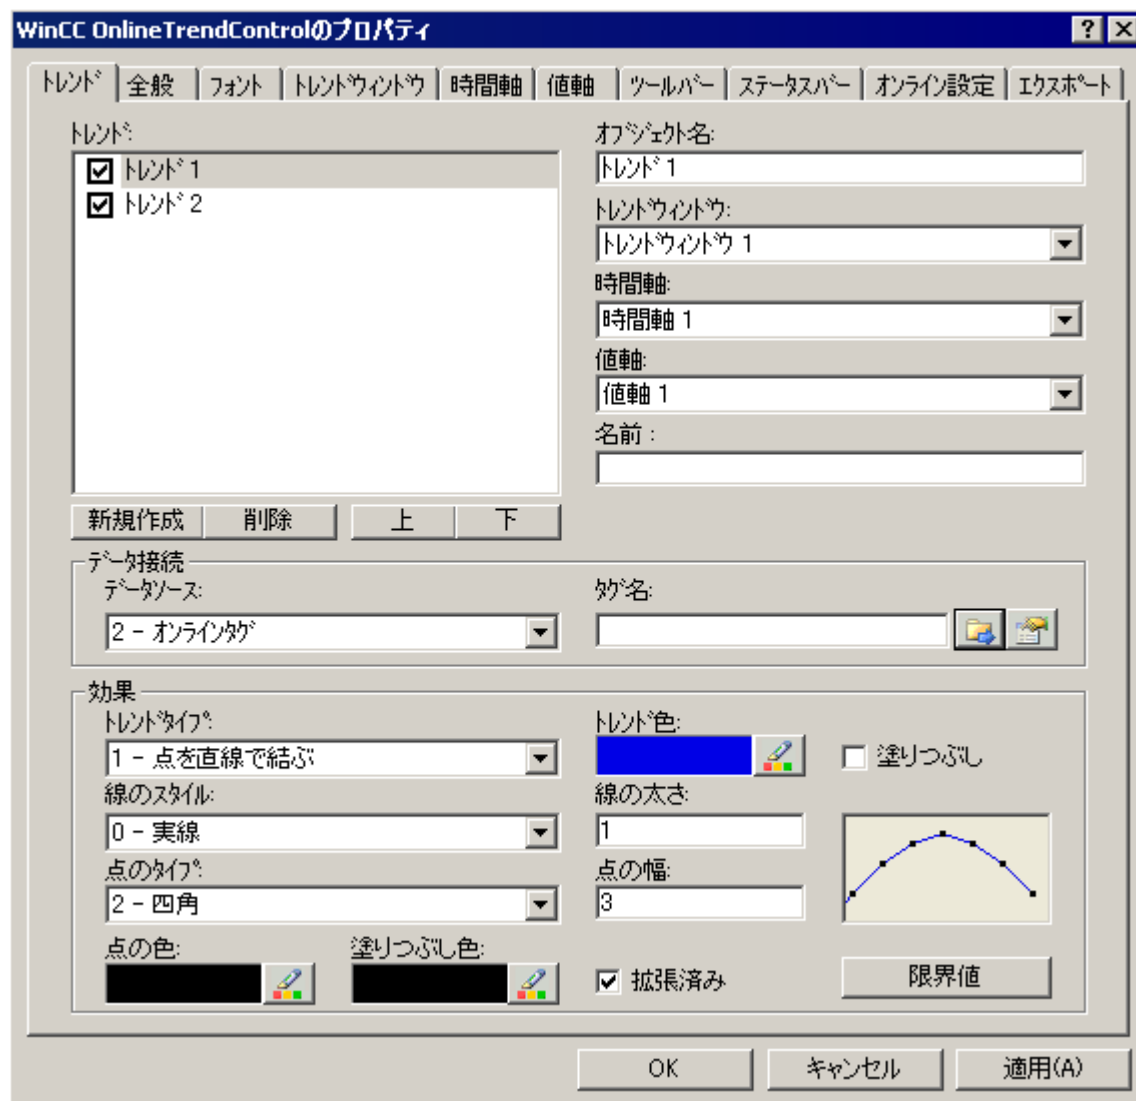 WinCC OnlineTrendControlのプロパティ
トレンド 全般 フォント トレンドウィンドウ 時間軸 値軸 ツールバー ステータスバー オンライン設定 エクスポート
トレンド:
トレンド 1
トレンド 2
新規作成 削除 上 下
オブジェクト名:
トレンド 1
トレンドウィンドウ:
トレンドウィンドウ 1
時間軸:
時間軸 1
値軸:
値軸 1
名前 :
データ接続
データソース:
2 - オンラインタグ
タグ名:
効果
トレンドタイプ:
1 - 点を直線で結ぶ
トレンド色:
塗りつぶし
線のスタイル:
0 - 実線
線の太さ:
1
点のタイプ:
2 - 四角
点の幅:
3
点の色:
塗りつぶし色:
拡張済み
限界値
OK キャンセル 適用(A)